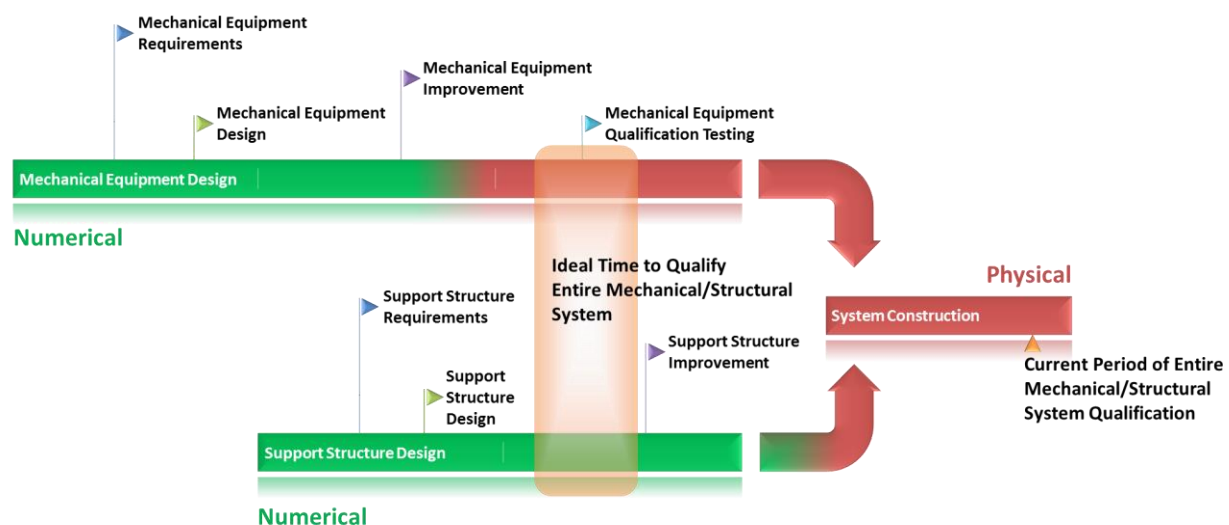 Mechanical Equipment
Requirements
Mechanical Equipment
Improvement
Mechanical Equipment
Design
Mechanical Equipment
Qualification Testing
Mechanical Equipment Design
Numerical
Ideal Time to Qualify
Entire Mechanical/Structural
System
Physical
System Construction
Support Structure
Requirements
Support Structure
Improvement
Current Period of Entire
Mechanical/Structural
System Qualification
Support
Structure
Design
Support Structure Design
Numerical